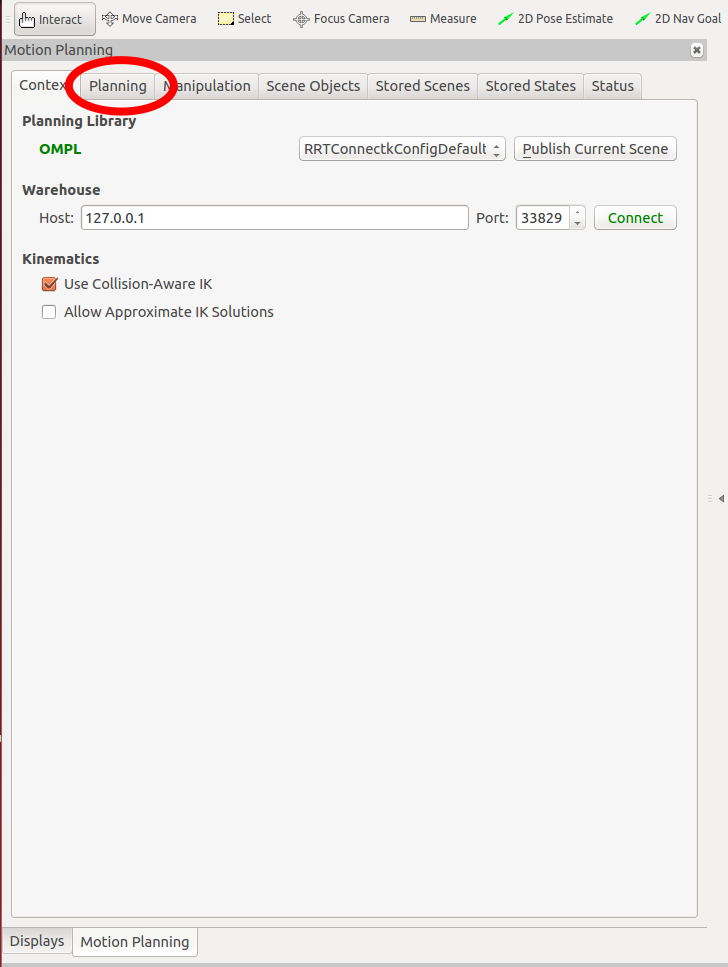 Interact Move Camera Select Focus Camera Measure 2D Pose Estimate 2D Nav Goal
Motion Planning
Contex Planning Manipulation Scene Objects Stored Scenes Stored States Status
Planning Library
OMPL RRTConnectkConfigDefault Publish Current Scene
Warehouse
Host: 127.0.0.1 Port: 33829 Connect
Kinematics
Use Collision-Aware IK
Allow Approximate IK Solutions
Displays Motion Planning